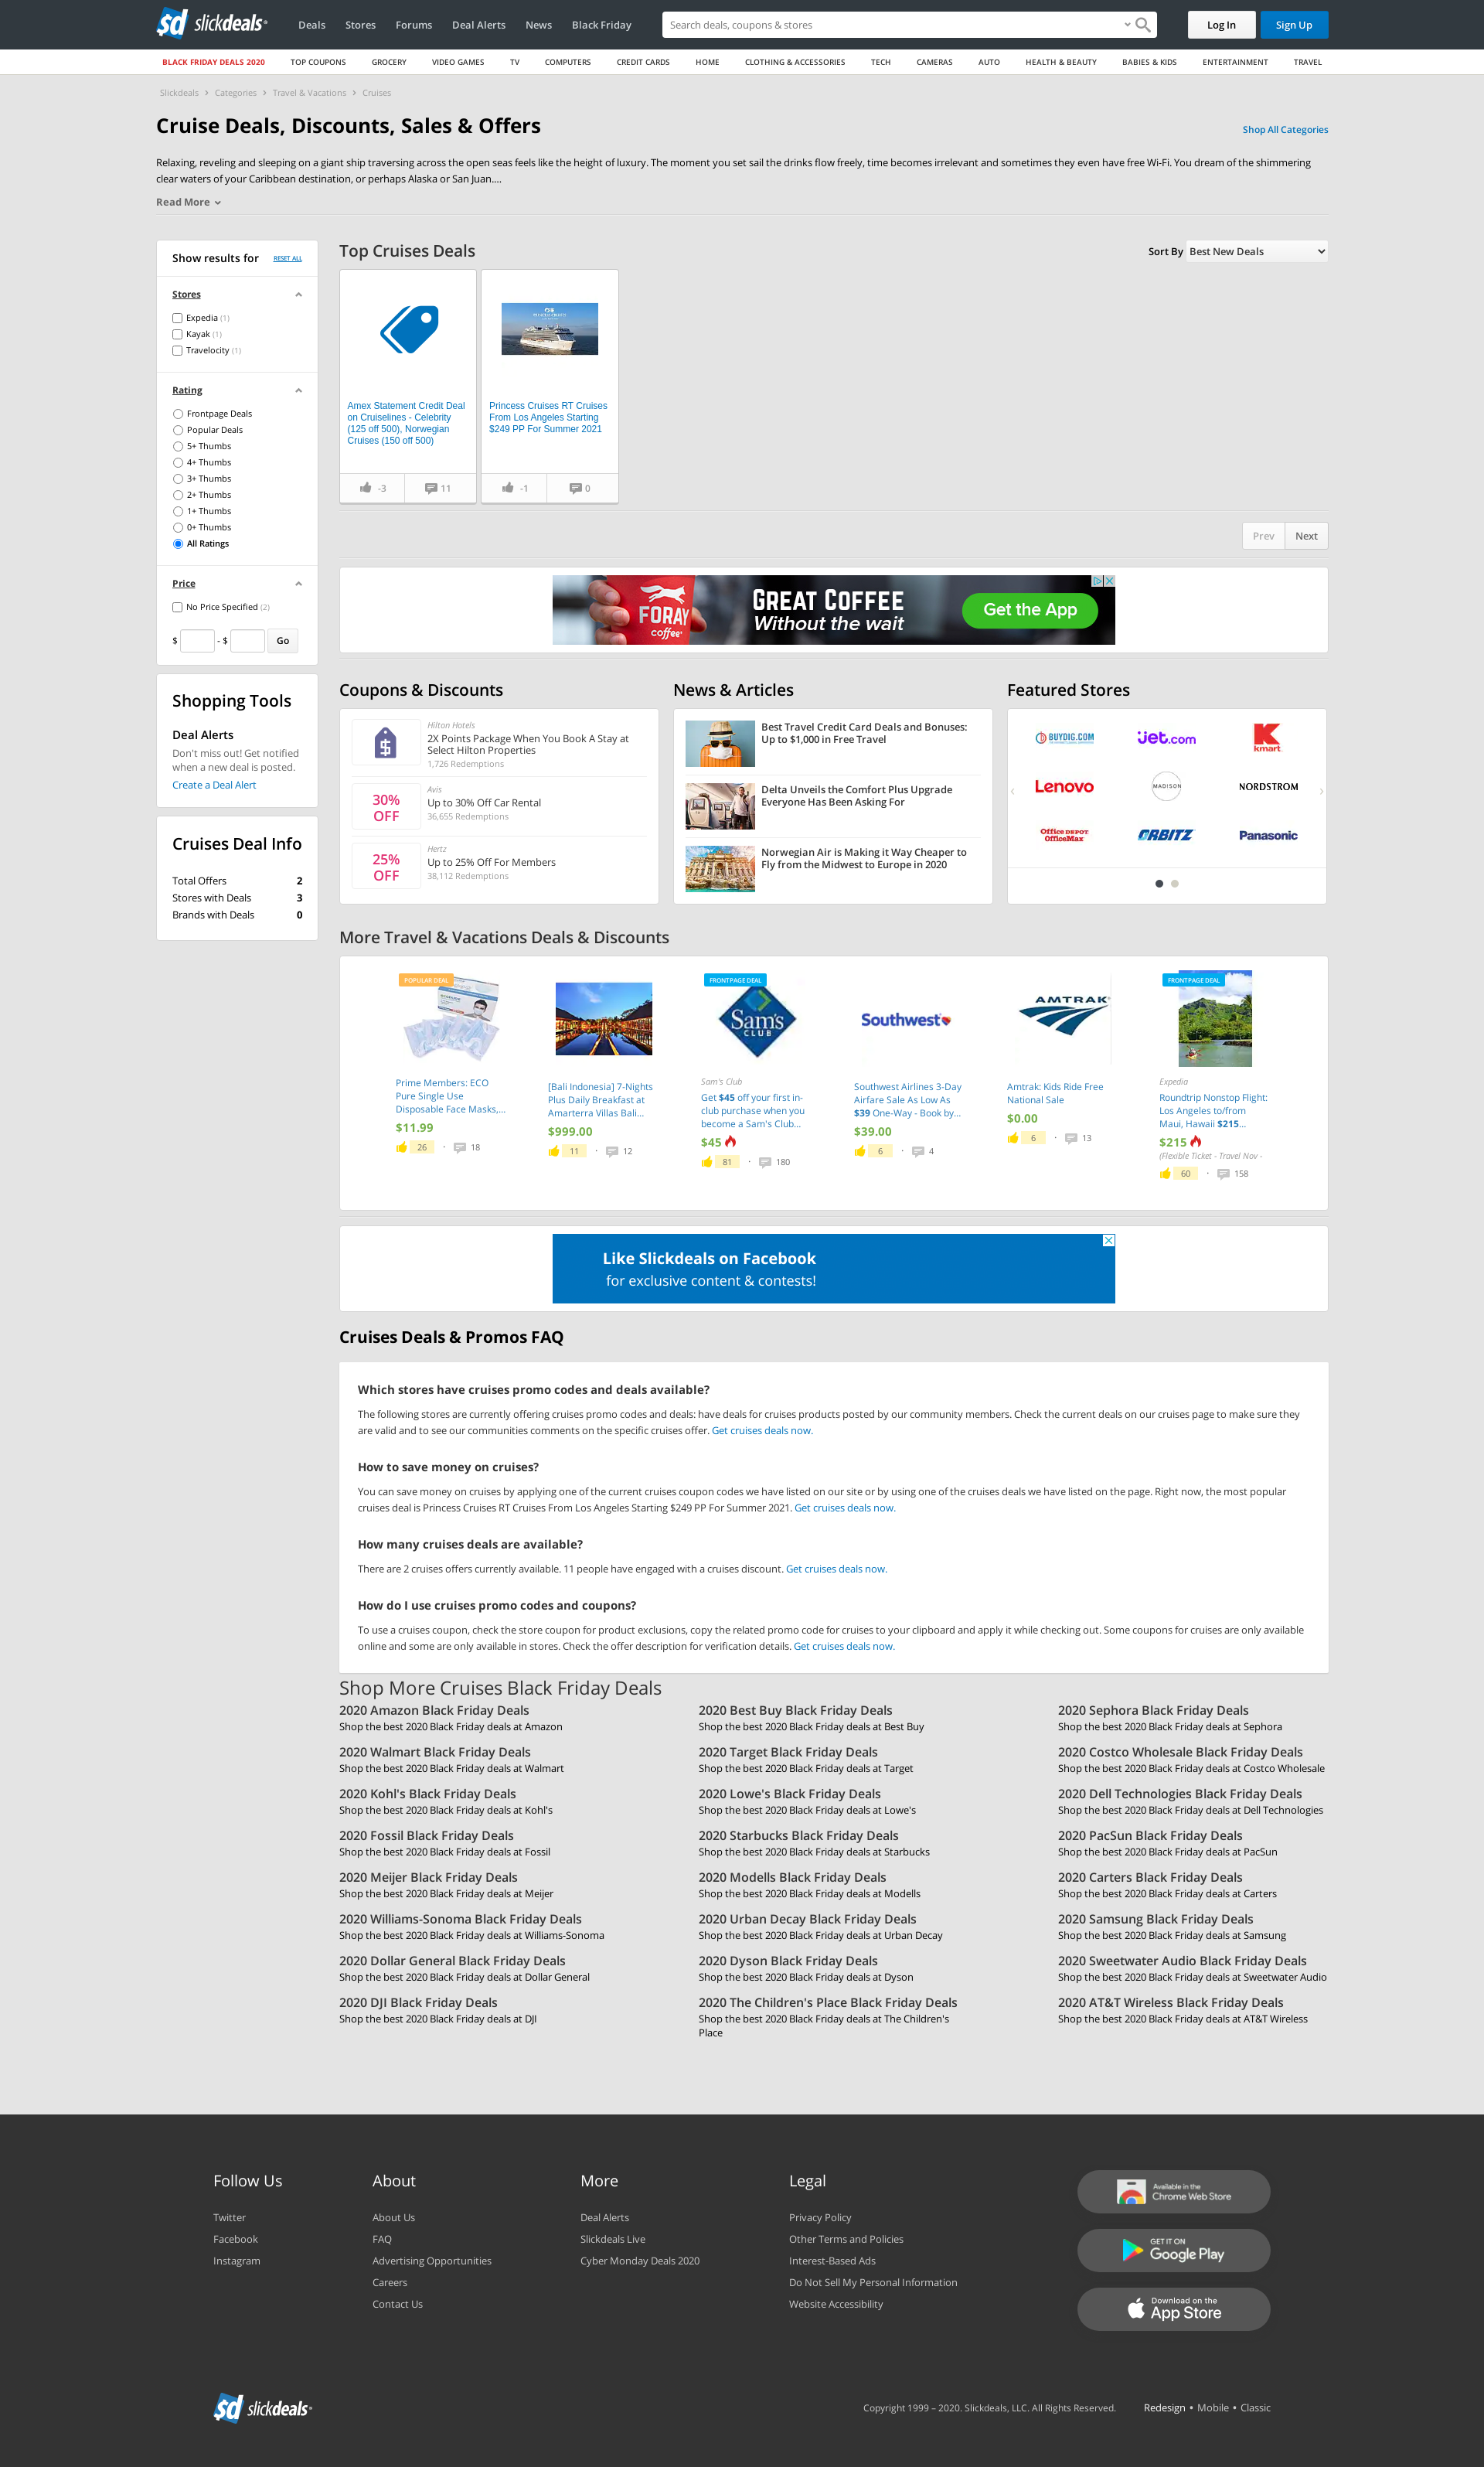 slickdeals
Deals
Stores
Forums
Deal Alerts
News
Black Friday
Search deals, coupons & stores
Log In
Sign Up
BLACK FRIDAY DEALS 2020
TOP COUPONS
GROCERY
VIDEO GAMES
TV
COMPUTERS
CREDIT CARDS
HOME
CLOTHING & ACCESSORIES
TECH
CAMERAS
AUTO
HEALTH & BEAUTY
BABIES & KIDS
ENTERTAINMENT
TRAVEL
Slickdeals › Categories › Travel & Vacations › Cruises
Cruise Deals, Discounts, Sales & Offers
Shop All Categories
Relaxing, reveling and sleeping on a giant ship traversing across the open seas feels like the height of luxury. The moment you set sail the drinks flow freely, time becomes irrelevant and sometimes they even have free Wi-Fi. You dream of the shimmering
clear waters of your Caribbean destination, or perhaps Alaska or San Juan....
Read More
Show results for
RESET ALL
Stores
Expedia (1)
Kayak (1)
Travelocity (1)
Rating
Frontpage Deals
Popular Deals
5+ Thumbs
4+ Thumbs
3+ Thumbs
2+ Thumbs
1+ Thumbs
0+ Thumbs
All Ratings
Price
No Price Specified (2)
$ - $ Go
Shopping Tools
Deal Alerts
Don't miss out! Get notified
when a new deal is posted.
Create a Deal Alert
Cruises Deal Info
Total Offers 2
Stores with Deals 3
Brands with Deals 0
Top Cruises Deals
Sort By Best New Deals
Amex Statement Credit Deal
on Cruiselines - Celebrity
(125 off 500), Norwegian
Cruises (150 off 500)
-3
11
Princess Cruises RT Cruises
From Los Angeles Starting
$249 PP For Summer 2021
-1
0
Prev
Next
FORAY
coffee
GREAT COFFEE
Without the wait
Get the App
Coupons & Discounts
Hilton Hotels
2X Points Package When You Book A Stay at
Select Hilton Properties
1,726 Redemptions
30%
OFF
Avis
Up to 30% Off Car Rental
36,655 Redemptions
25%
OFF
Hertz
Up to 25% Off For Members
38,112 Redemptions
News & Articles
Best Travel Credit Card Deals and Bonuses:
Up to $1,000 in Free Travel
Delta Unveils the Comfort Plus Upgrade
Everyone Has Been Asking For
Norwegian Air is Making it Way Cheaper to
Fly from the Midwest to Europe in 2020
Featured Stores
BUYDIG.COM
jet.com
kmart
Lenovo
MADISON
NORDSTROM
Office DEPOT
OfficeMax
ORBITZ
Panasonic
More Travel & Vacations Deals & Discounts
POPULAR DEAL
Prime Members: ECO
Pure Single Use
Disposable Face Masks,...
$11.99
26 · 18
[Bali Indonesia] 7-Nights
Plus Daily Breakfast at
Amarterra Villas Bali...
$999.00
11 · 12
FRONTPAGE DEAL
Sam's
CLUB
Sam's Club
Get $45 off your first in-
club purchase when you
become a Sam's Club...
$45
81 · 180
Southwest
Southwest Airlines 3-Day
Airfare Sale As Low As
$39 One-Way - Book by...
$39.00
6 · 4
AMTRAK
Amtrak: Kids Ride Free
National Sale
$0.00
6 · 13
FRONTPAGE DEAL
Expedia
Roundtrip Nonstop Flight:
Los Angeles to/from
Maui, Hawaii $215...
$215
(Flexible Ticket - Travel Nov -
60 · 158
Like Slickdeals on Facebook
for exclusive content & contests!
Cruises Deals & Promos FAQ
Which stores have cruises promo codes and deals available?
The following stores are currently offering cruises promo codes and deals: have deals for cruises products posted by our community members. Check the current deals on our cruises page to make sure they
are valid and to see our communities comments on the specific cruises offer. Get cruises deals now.
How to save money on cruises?
You can save money on cruises by applying one of the current cruises coupon codes we have listed on our site or by using one of the cruises deals we have listed on the page. Right now, the most popular
cruises deal is Princess Cruises RT Cruises From Los Angeles Starting $249 PP For Summer 2021. Get cruises deals now.
How many cruises deals are available?
There are 2 cruises offers currently available. 11 people have engaged with a cruises discount. Get cruises deals now.
How do I use cruises promo codes and coupons?
To use a cruises coupon, check the store coupon for product exclusions, copy the related promo code for cruises to your clipboard and apply it while checking out. Some coupons for cruises are only available
online and some are only available in stores. Check the offer description for verification details. Get cruises deals now.
Shop More Cruises Black Friday Deals
2020 Amazon Black Friday Deals
Shop the best 2020 Black Friday deals at Amazon
2020 Best Buy Black Friday Deals
Shop the best 2020 Black Friday deals at Best Buy
2020 Sephora Black Friday Deals
Shop the best 2020 Black Friday deals at Sephora
2020 Walmart Black Friday Deals
Shop the best 2020 Black Friday deals at Walmart
2020 Target Black Friday Deals
Shop the best 2020 Black Friday deals at Target
2020 Costco Wholesale Black Friday Deals
Shop the best 2020 Black Friday deals at Costco Wholesale
2020 Kohl's Black Friday Deals
Shop the best 2020 Black Friday deals at Kohl's
2020 Lowe's Black Friday Deals
Shop the best 2020 Black Friday deals at Lowe's
2020 Dell Technologies Black Friday Deals
Shop the best 2020 Black Friday deals at Dell Technologies
2020 Fossil Black Friday Deals
Shop the best 2020 Black Friday deals at Fossil
2020 Starbucks Black Friday Deals
Shop the best 2020 Black Friday deals at Starbucks
2020 PacSun Black Friday Deals
Shop the best 2020 Black Friday deals at PacSun
2020 Meijer Black Friday Deals
Shop the best 2020 Black Friday deals at Meijer
2020 Modells Black Friday Deals
Shop the best 2020 Black Friday deals at Modells
2020 Carters Black Friday Deals
Shop the best 2020 Black Friday deals at Carters
2020 Williams-Sonoma Black Friday Deals
Shop the best 2020 Black Friday deals at Williams-Sonoma
2020 Urban Decay Black Friday Deals
Shop the best 2020 Black Friday deals at Urban Decay
2020 Samsung Black Friday Deals
Shop the best 2020 Black Friday deals at Samsung
2020 Dollar General Black Friday Deals
Shop the best 2020 Black Friday deals at Dollar General
2020 Dyson Black Friday Deals
Shop the best 2020 Black Friday deals at Dyson
2020 Sweetwater Audio Black Friday Deals
Shop the best 2020 Black Friday deals at Sweetwater Audio
2020 DJI Black Friday Deals
Shop the best 2020 Black Friday deals at DJI
2020 The Children's Place Black Friday Deals
Shop the best 2020 Black Friday deals at The Children's
Place
2020 AT&T Wireless Black Friday Deals
Shop the best 2020 Black Friday deals at AT&T Wireless
Follow Us
Twitter
Facebook
Instagram
About
About Us
FAQ
Advertising Opportunities
Careers
Contact Us
More
Deal Alerts
Slickdeals Live
Cyber Monday Deals 2020
Legal
Privacy Policy
Other Terms and Policies
Interest-Based Ads
Do Not Sell My Personal Information
Website Accessibility
Available in the
Chrome Web Store
GET IT ON
Google Play
Download on the
App Store
slickdeals
Copyright 1999 – 2020. Slickdeals, LLC. All Rights Reserved.
Redesign • Mobile • Classic